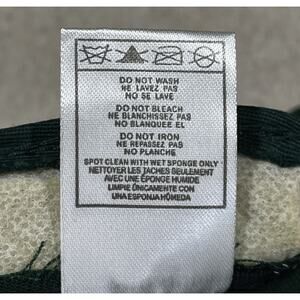 DO NOT WASH
NE LAVEZ PAS
NO SE LAVE
DO NOT BLEACH
NE BLANCHISSEZ PAS
NO BLANQUEE EL
DO NOT IRON
NE REPASSEZ PAS
NO PLANCHE
SPOT CLEAN WITH WET SPONGE ONLY
NETTOYER LES TACHES SEULEMENT
AVEC UNE ÉPONGE HUMIDE
LIMPIE ÚNICAMENTE CON
UNA ESPONJA HÚMEDA